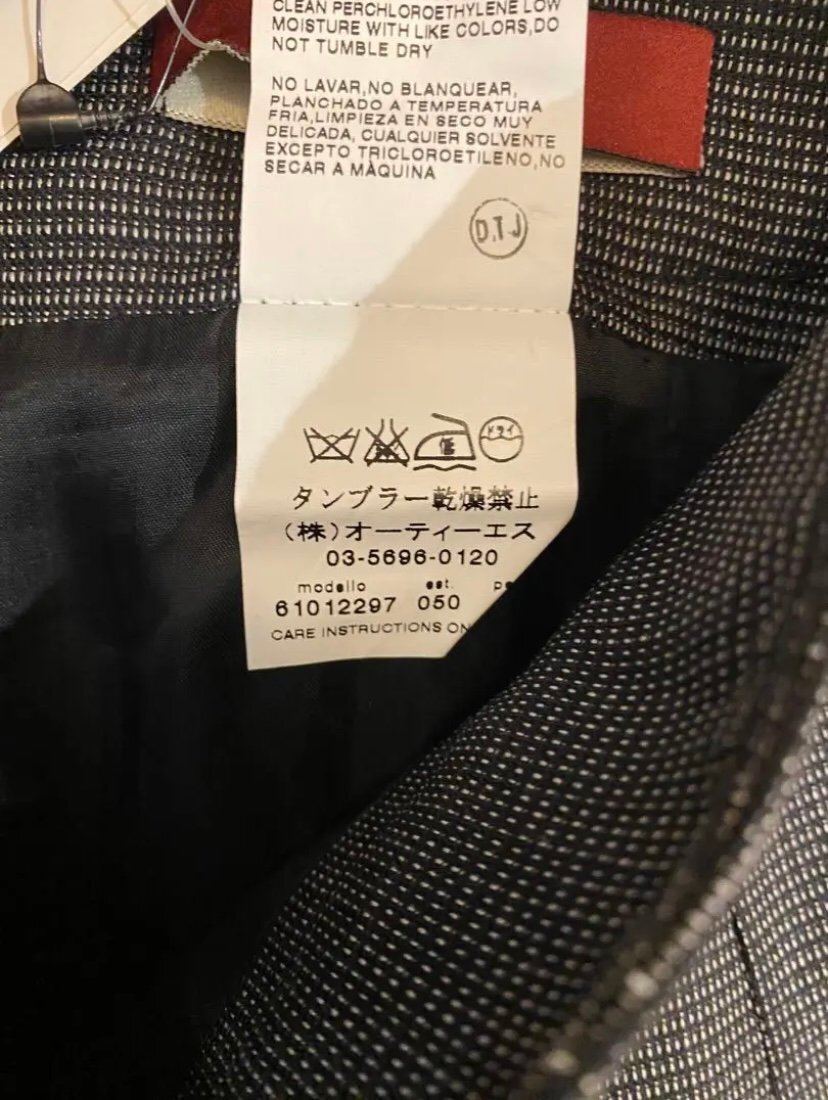 CLEAN PERCHLOROETHYLENE LOW
MOISTURE WITH LIKE COLORS,DO
NOT TUMBLE DRY
NO LAVAR,NO BLANQUEAR,
PLANCHADO A TEMPERATURA
FRIA,LIMPIEZA EN SECO MUY
DELICADA, CUALQUIER SOLVENTE
EXCEPTO TRICLOROETILENO,NO
SECAR A MÀQUINA
D.T.J
低 ドライ
タンブラー乾燥禁止
(株)オーティーエス
03-5696-0120
modello est.
61012297 050
CARE INSTRUCTIONS